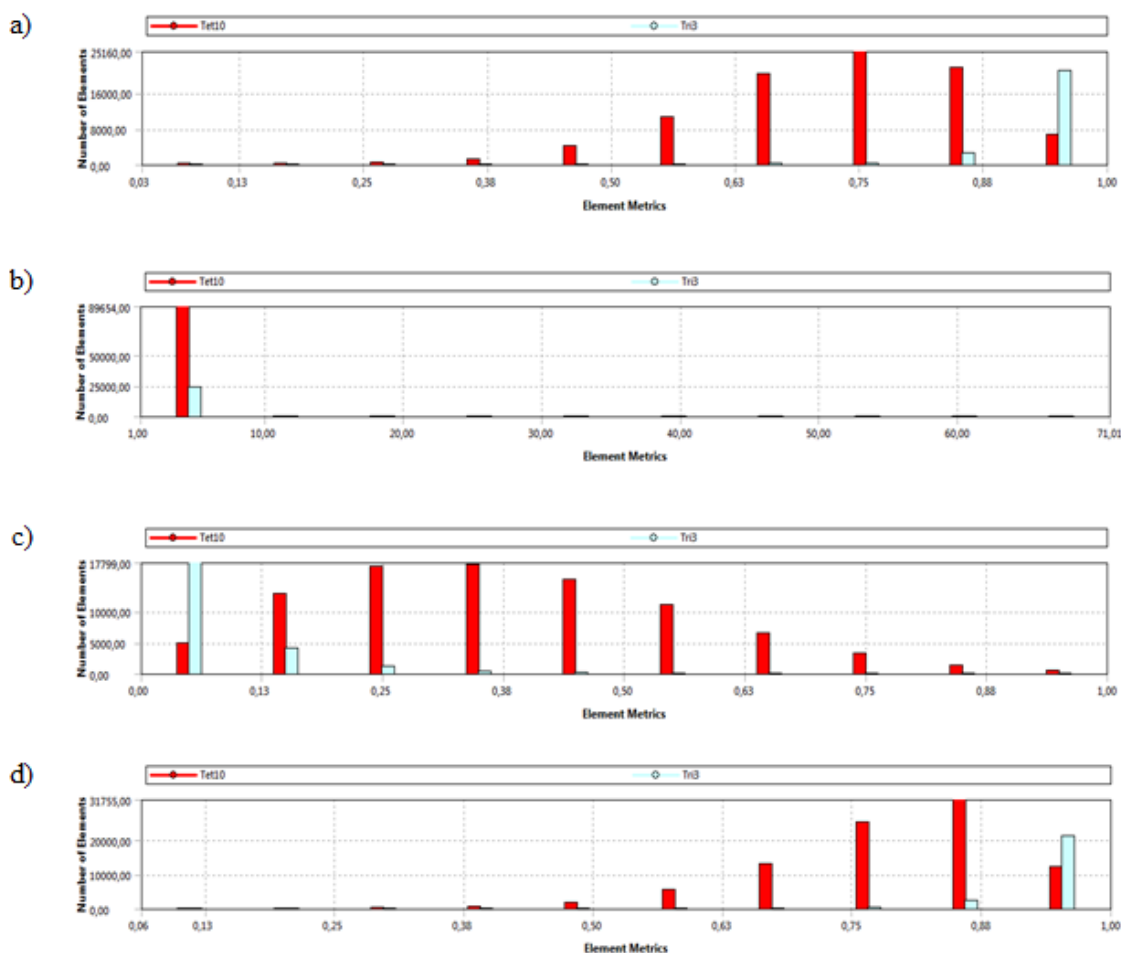 a)
Tet10 Tri3
Number of Elements
25160,00
16000,00
8000,00
0,00
0,03 0,13 0,25 0,38 0,50 0,63 0,75 0,88 1,00
Element Metrics
b)
Tet10 Tri3
Number of Elements
89654,00
50000,00
25000,00
0,00
1,00 10,00 20,00 30,00 40,00 50,00 60,00 71,01
Element Metrics
c)
Tet10 Tri3
Number of Elements
17799,00
10000,00
5000,00
0,00
0,00 0,13 0,25 0,38 0,50 0,63 0,75 0,88 1,00
Element Metrics
d)
Tet10 Tri3
Number of Elements
31755,00
20000,00
10000,00
0,00
0,06 0,13 0,25 0,38 0,50 0,63 0,75 0,88 1,00
Element Metrics